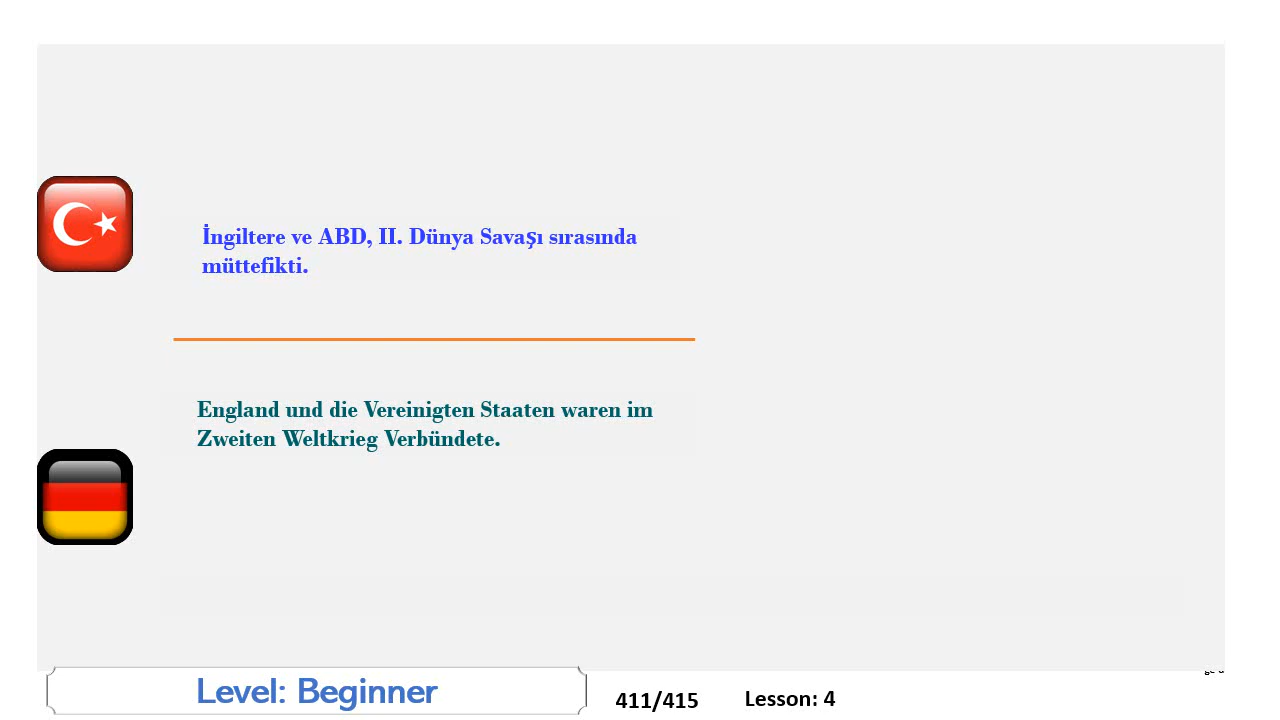 İngiltere ve ABD, II. Dünya Savaşı sırasında
müttefikti.
England und die Vereinigten Staaten waren im
Zweiten Weltkrieg Verbündete.
Level: Beginner
411/415
Lesson: 4